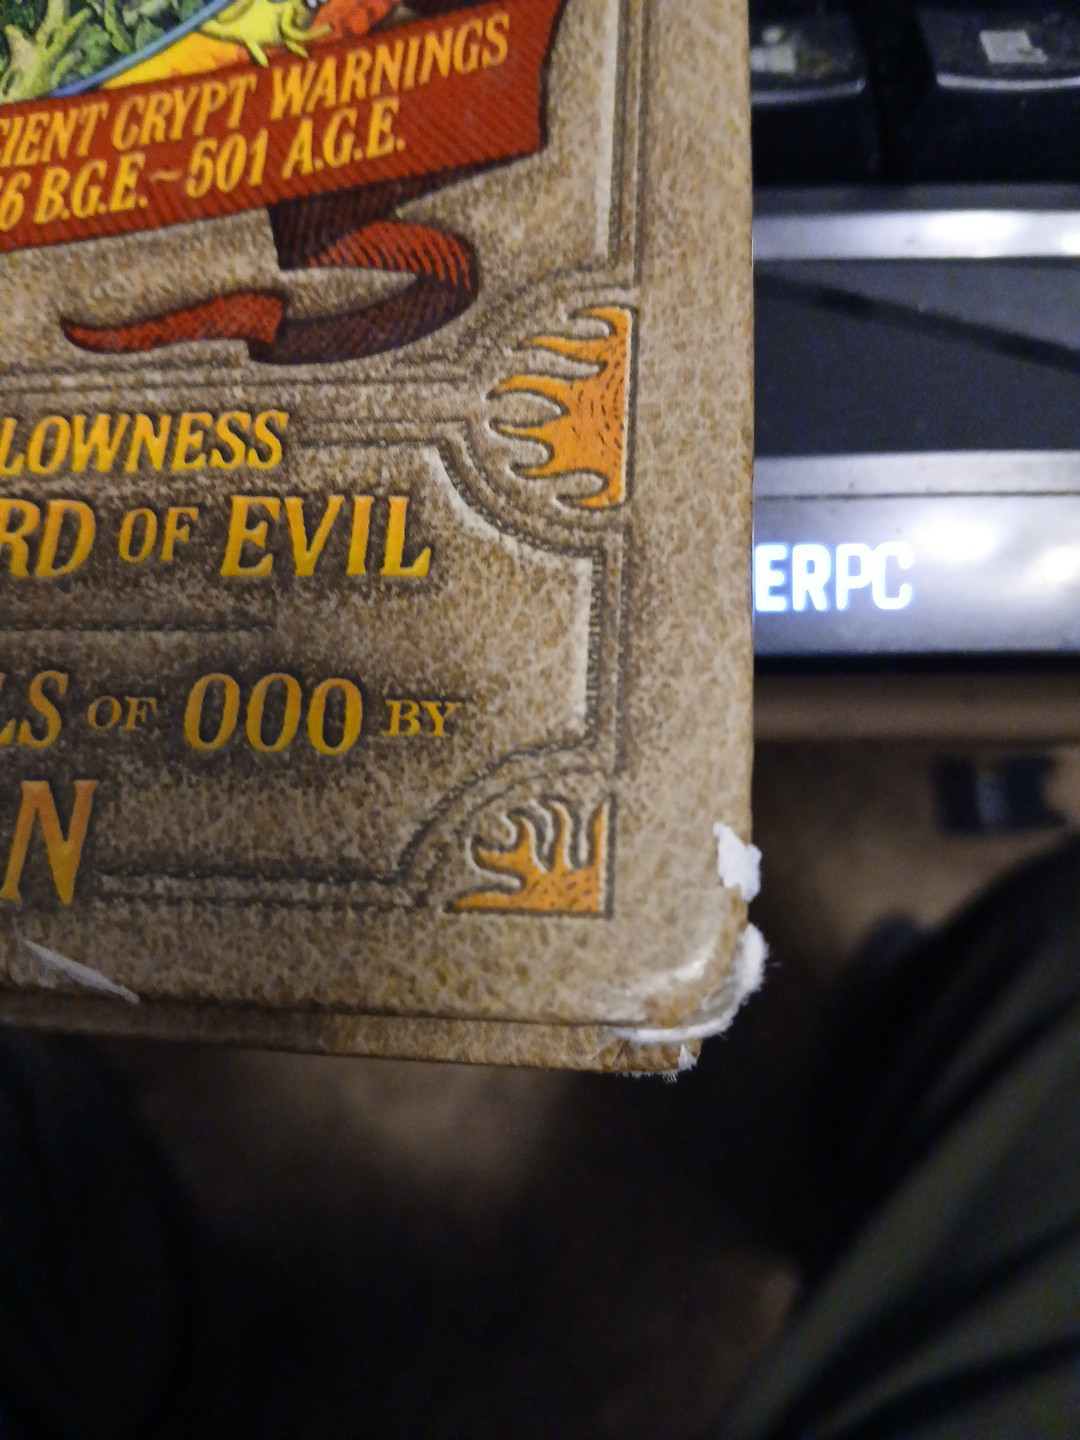 CIENT CRYPT WARNINGS
6 B.G.E.~501 A.G.E.
LOWNESS
RD OF EVIL
LS OF OOO BY
N
ERPC